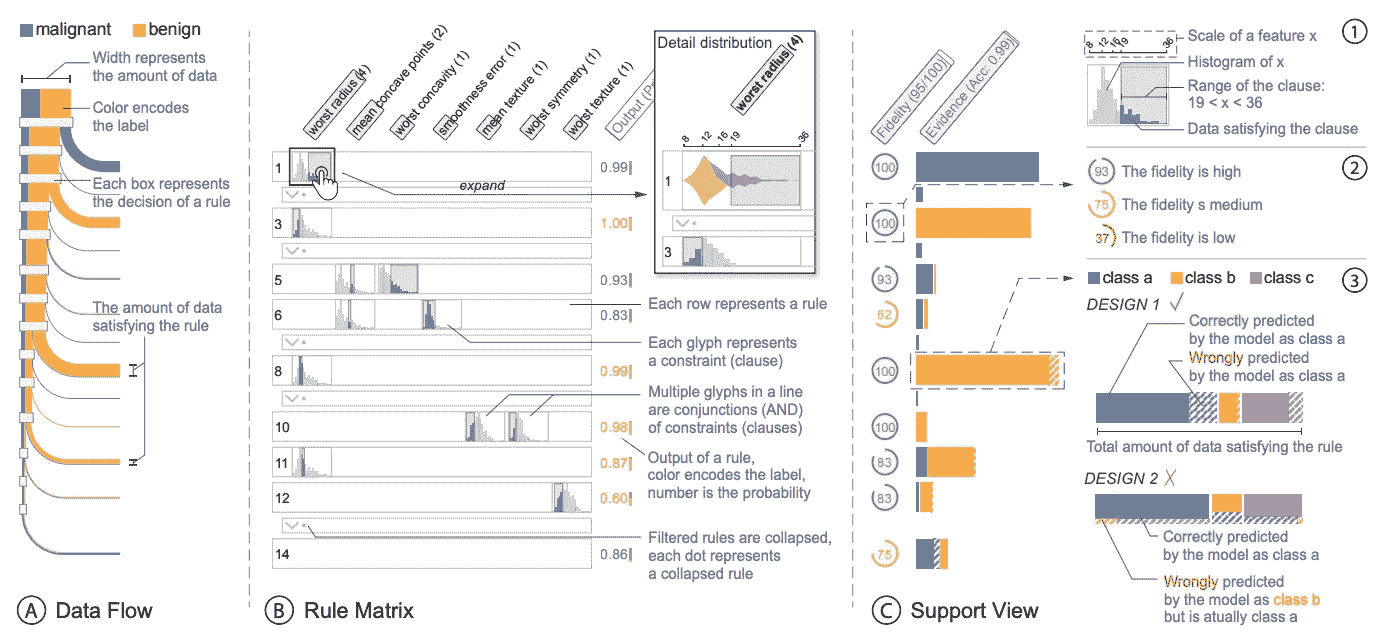 malignant benign
Width represents
the amount of data
Color encodes
the label
Each box represents
the decision of a rule
The amount of data
satisfying the rule
A Data Flow
worst radius (4)
mean concave points (2)
worst concavity (1)
smoothness error (1)
mean texture (1)
worst symmetry (1)
worst texture (1)
Output
1
0.99
expand
3
1.00
5
0.93
6
0.83
8
0.99
10
0.98
11
0.87
12
0.60
14
0.86
Detail distribution
worst radius (4)
8 12 16 19 36
1
3
Each row represents a rule
Each glyph represents
a constraint (clause)
Multiple glyphs in a line
are conjunctions (AND)
of constraints (clauses)
Output of a rule,
color encodes the label,
number is the probability
Filtered rules are collapsed,
each dot represents
a collapsed rule
B Rule Matrix
Fidelity (95/100)]
Evidence (Acc: 0.99)]
100
100
93
62
100
100
83
83
75
C Support View
1
8 12 16 19 36
Scale of a feature x
Histogram of x
Range of the clause:
19 < x < 36
Data satisfying the clause
2
93 The fidelity is high
75 The fidelity s medium
37 The fidelity is low
class a class b class c 3
DESIGN 1
Correctly predicted
by the model as class a
Wrongly predicted
by the model as class a
Total amount of data satisfying the rule
DESIGN 2
Correctly predicted
by the model as class a
Wrongly predicted
by the model as class b
but is atually class a